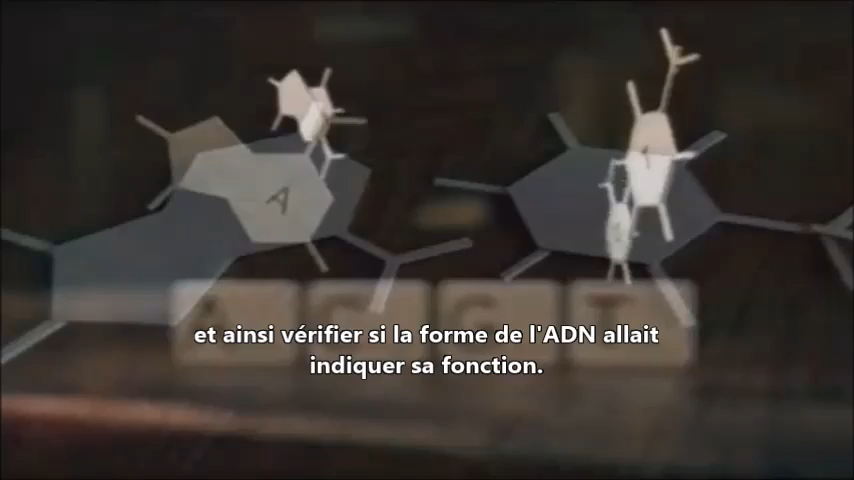 A
A C G T
et ainsi vérifier si la forme de l'ADN allait
indiquer sa fonction.